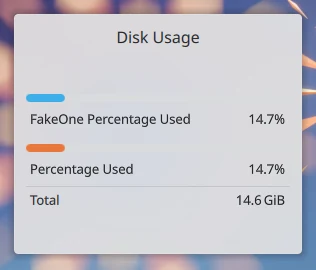 Disk Usage
FakeOne Percentage Used 14.7%
Percentage Used 14.7%
Total 14.6 GiB